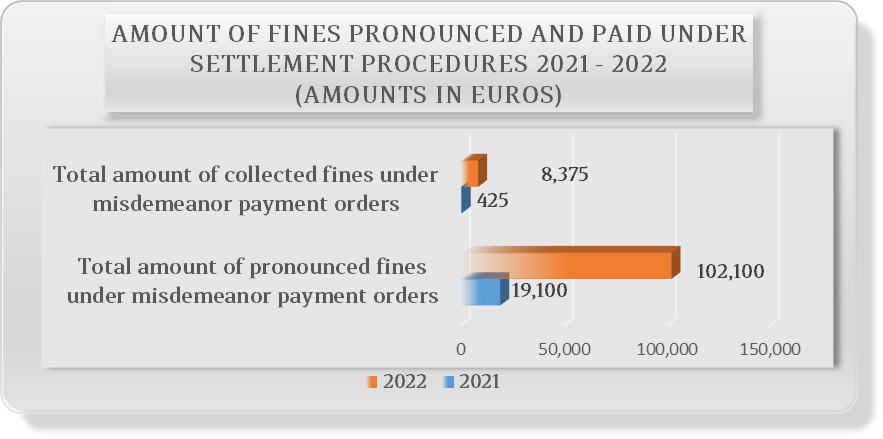 AMOUNT OF FINES PRONOUNCED AND PAID UNDER
SETTLEMENT PROCEDURES 2021 - 2022
(AMOUNTS IN EUROS)
Total amount of collected fines under
misdemeanor payment orders
8,375
425
Total amount of pronounced fines
under misdemeanor payment orders
102,100
19,100
0
50,000
100,000
150,000
2022
2021